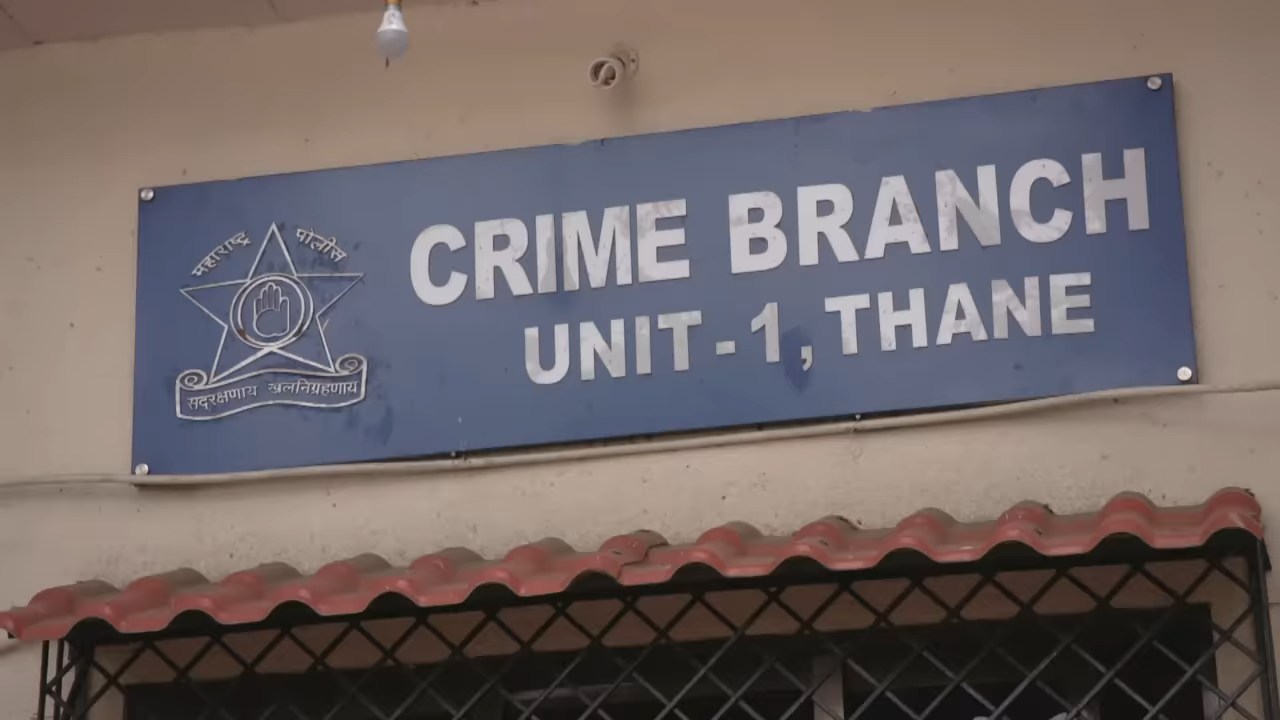 महाराष्ट्र पोलीस
सद्‌रक्षणाय खलनिग्रहणाय
CRIME BRANCH
UNIT-1, THANE